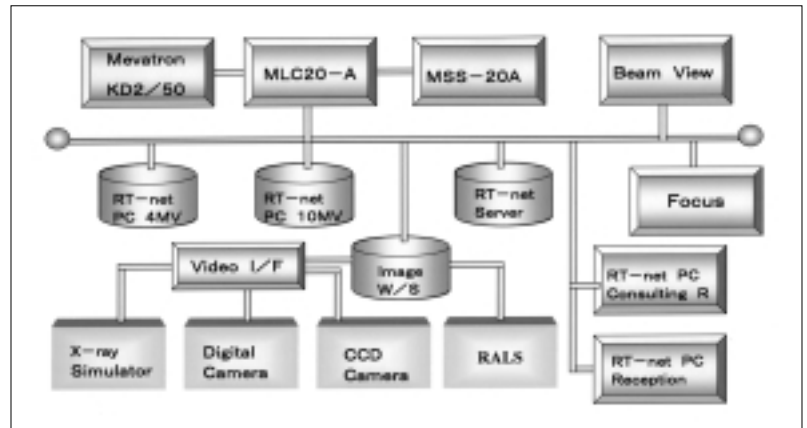 Mevatron
KD2/50
MLC20-A
MSS-20A
Beam View
RT-net
PC 4MV
RT-net
PC 10MV
RT-net
Server
Focus
Video I/F
Image
W/S
RT-net PC
Consulting R
X-ray
Simulator
Digital
Camera
CCD
Camera
RALS
RT-net PC
Reception